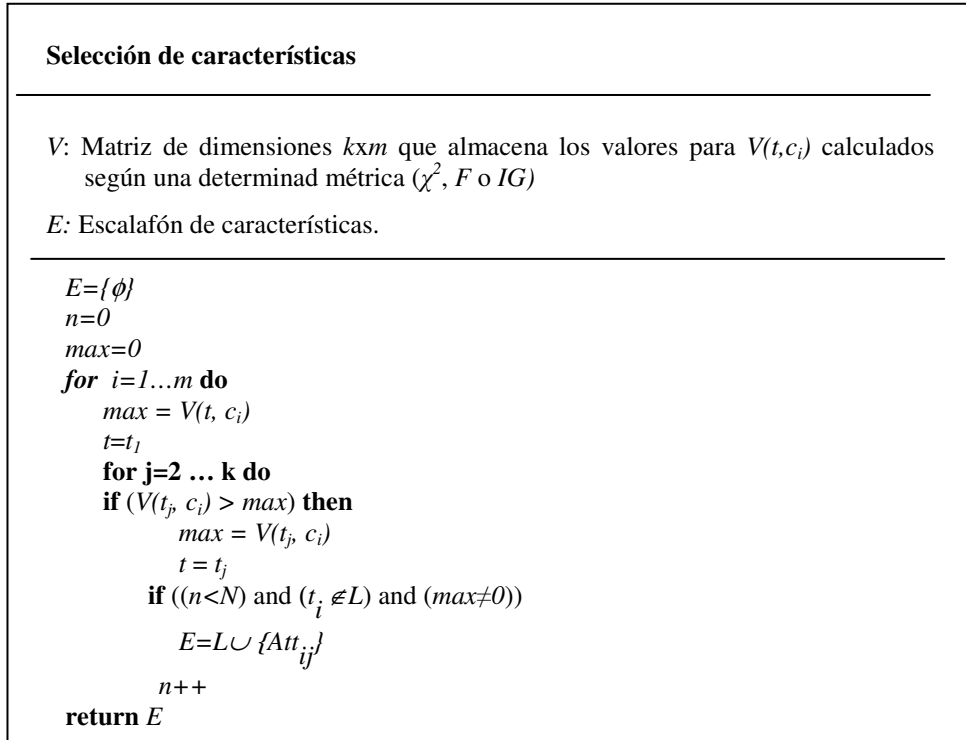 Selección de características
V: Matriz de dimensiones kxm que almacena los valores para V(t,cᵢ) calculados
según una determinad métrica (χ², F o IG)
E: Escalafón de características.
E={ϕ}
n=0
max=0
for i=1…m do
max = V(t, cᵢ)
t=t₁
for j=2 … k do
if (V(tⱼ, cᵢ) > max) then
max = V(tⱼ, cᵢ)
t = tⱼ
if ((n<N) and (tᵢ ∉L) and (max≠0))
E=L∪ {Attᵢⱼ}
n++
return E